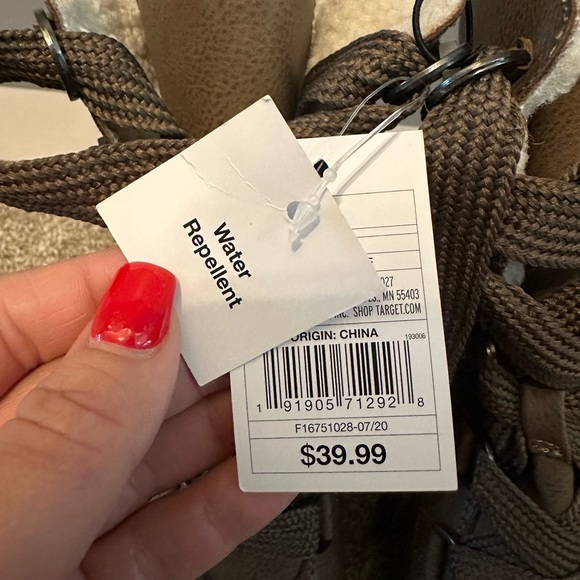 Water
Repellent
027
MN 55403
INC. SHOP TARGET.COM
ORIGIN: CHINA
193006
1 91905 71292 8
F16751028-07/20
$39.99